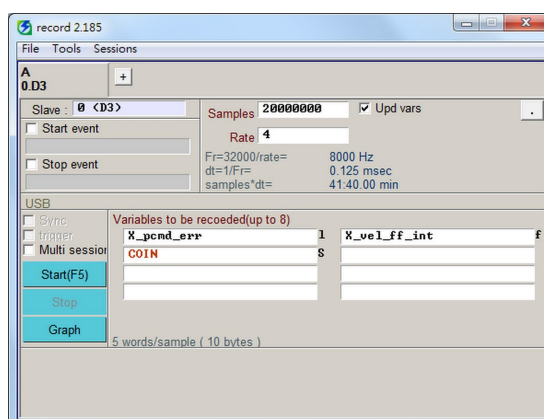 record 2.185
File Tools Sessions
A
0.D3
+
Slave : 0 (D3)
Samples 20000000 Upd vars .
Start event
Rate 4
Stop event
Fr=32000/rate= 8000 Hz
dt=1/Fr= 0.125 msec
samples*dt= 41:40.00 min
USB
Sync
trigger
Multi session
Variables to be recoeded(up to 8)
X_pcmd_err l X_vel_ff_int f
COIN S
Start(F5)
Stop
Graph
5 words/sample ( 10 bytes )